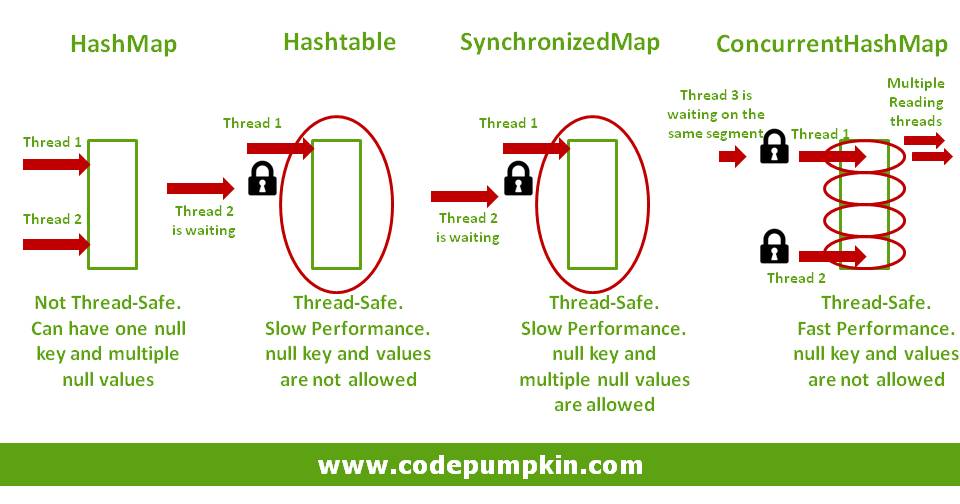 HashMap
Thread 1
Thread 2
Not Thread-Safe.
Can have one null
key and multiple
null values
Hashtable
Thread 1
Thread 2
is waiting
Thread-Safe.
Slow Performance.
null key and values
are not allowed
SynchronizedMap
Thread 1
Thread 2
is waiting
Thread-Safe.
Slow Performance.
null key and
multiple null values
are allowed
ConcurrentHashMap
Thread 3 is
waiting on the
same segment
Thread 1
Multiple
Reading
threads
Thread 2
Thread-Safe.
Fast Performance.
null key and values
are not allowed
www.codepumpkin.com